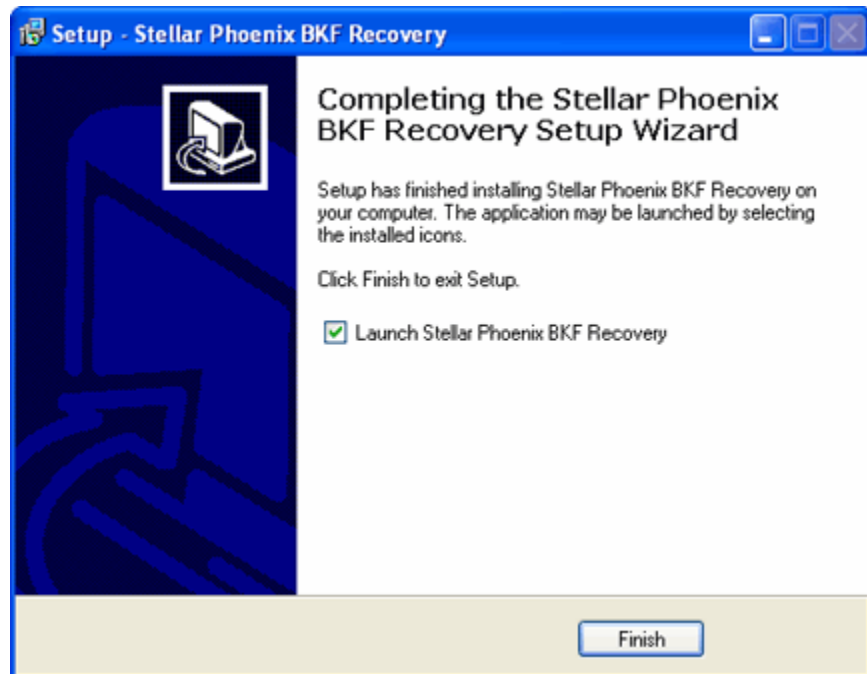 Setup - Stellar Phoenix BKF Recovery
Completing the Stellar Phoenix
BKF Recovery Setup Wizard
Setup has finished installing Stellar Phoenix BKF Recovery on
your computer. The application may be launched by selecting
the installed icons.
Click Finish to exit Setup.
Launch Stellar Phoenix BKF Recovery
Finish